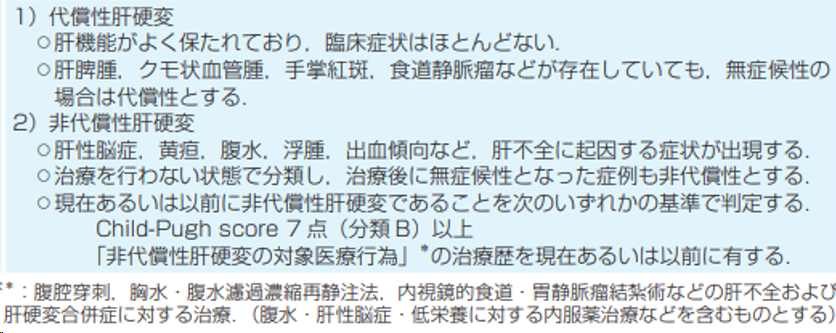 1）代償性肝硬変
○肝機能がよく保たれており，臨床症状はほとんどない．
○肝脾腫，クモ状血管腫，手掌紅斑，食道静脈瘤などが存在していても，無症候性の
場合は代償性とする．
2）非代償性肝硬変
○肝性脳症，黄疸，腹水，浮腫，出血傾向など，肝不全に起因する症状が出現する．
○治療を行わない状態で分類し，治療後に無症候性となった症例も非代償性とする．
○現在あるいは以前に非代償性肝硬変であることを次のいずれかの基準で判定する．
Child-Pugh score 7点（分類B）以上
「非代償性肝硬変の対象医療行為」*の治療歴を現在あるいは以前に有する．
*：腹腔穿刺，胸水・腹水濾過濃縮再静注法，内視鏡的食道・胃静脈瘤結紮術などの肝不全および
肝硬変合併症に対する治療．（腹水・肝性脳症・低栄養に対する内服薬治療などを含むものとする）